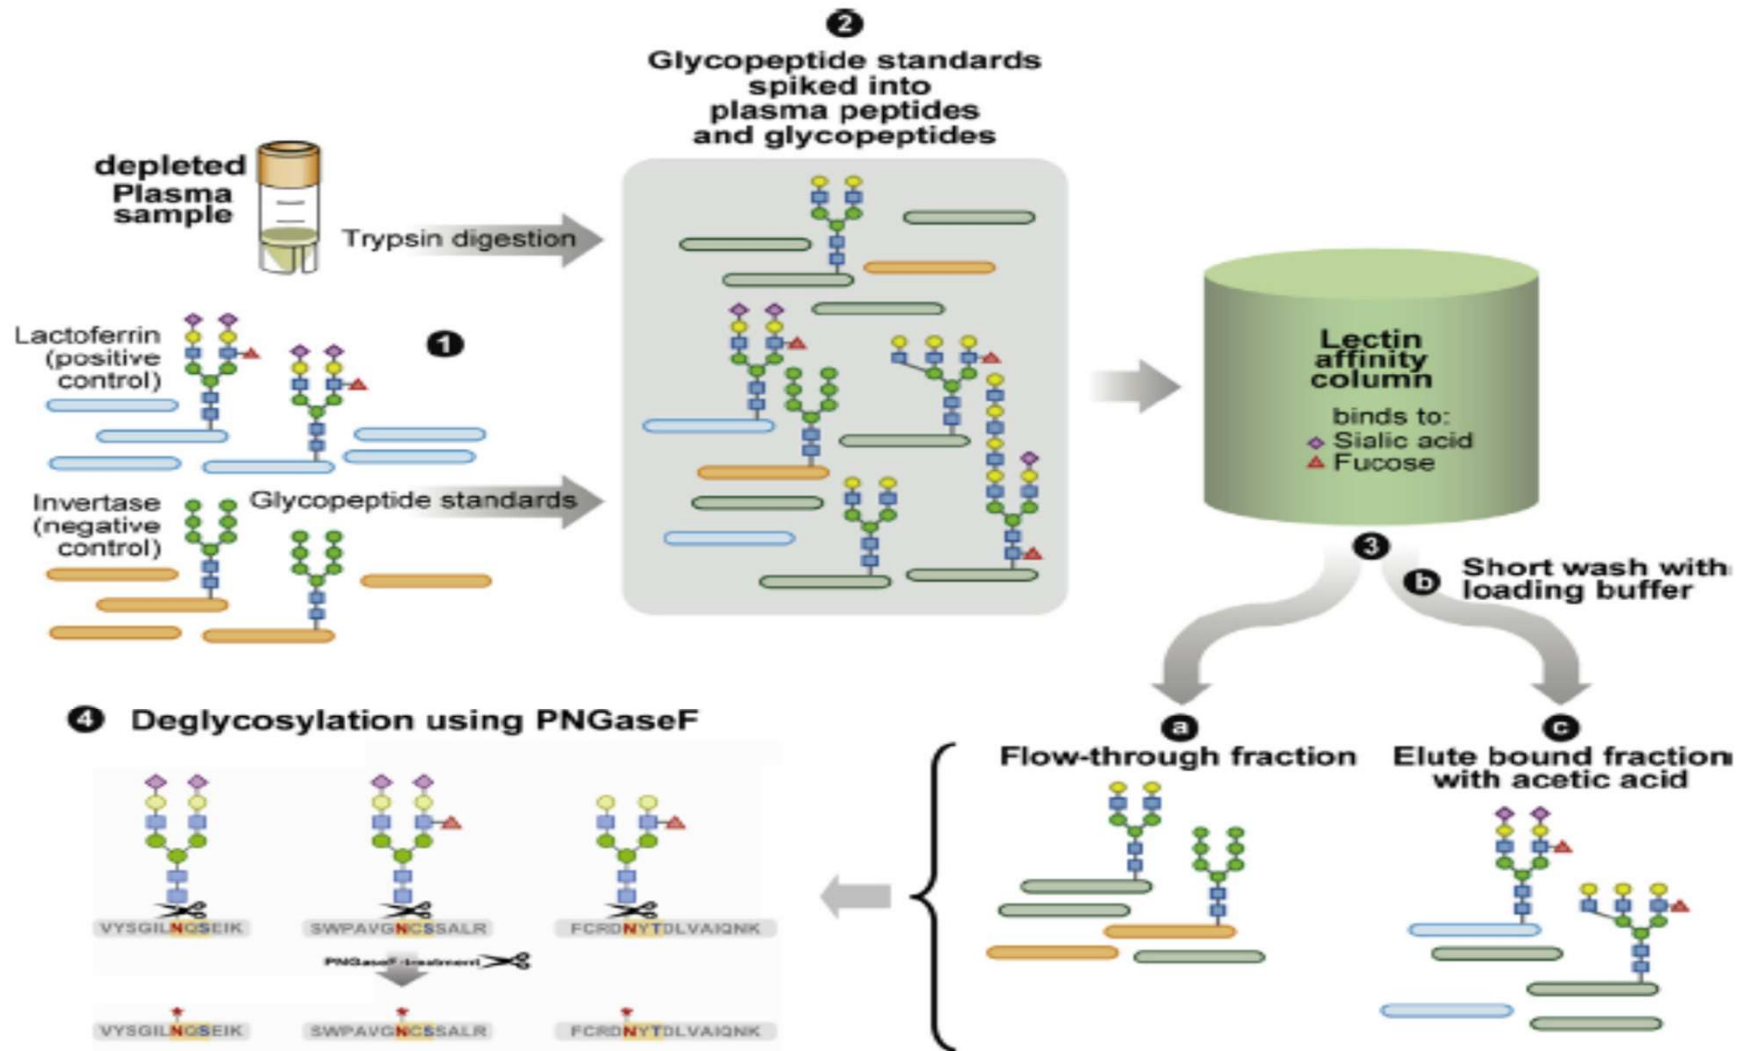 2
Glycopeptide standards
spiked into
plasma peptides
and glycopeptides
depleted
Plasma
sample
Trypsin digestion
Lactoferrin
(positive
control)
1
Invertase
(negative
control)
Glycopeptide standards
Lectin
affinity
column
binds to:
Sialic acid
Fucose
3
b
Short wash with
loading buffer
a
Flow-through fraction
c
Elute bound fraction
with acetic acid
4 Deglycosylation using PNGaseF
VYSGILNQSEIK
SWPAVGNCSSALR
FCRDNYTDLVAIQNK
PNGaseF-treatment
VYSGILNQSEIK
SWPAVGNCSSALR
FCRDNYTDLVAIQNK